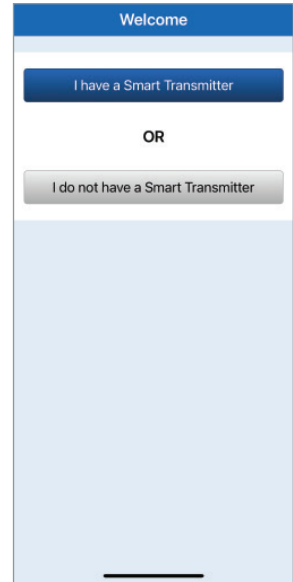 Welcome
I have a Smart Transmitter
OR
I do not have a Smart Transmitter